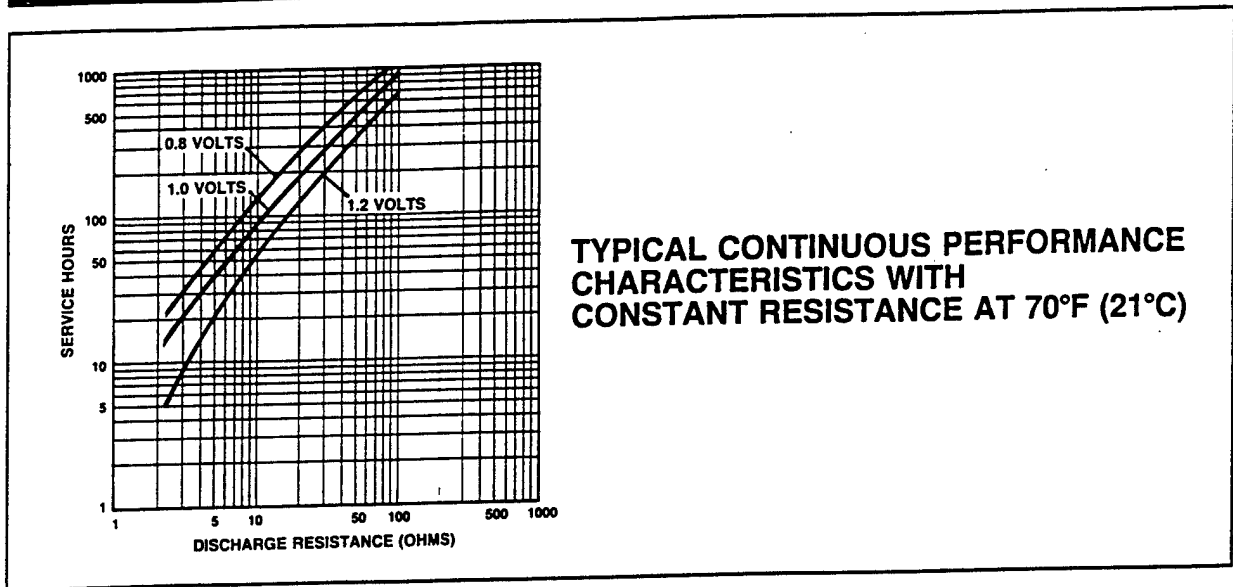 1000
500
100
50
10
5
1
SERVICE HOURS
0.8 VOLTS
1.0 VOLTS
1.2 VOLTS
1 5 10 50 100 500 1000
DISCHARGE RESISTANCE (OHMS)
TYPICAL CONTINUOUS PERFORMANCE
CHARACTERISTICS WITH
CONSTANT RESISTANCE AT 70°F (21°C)